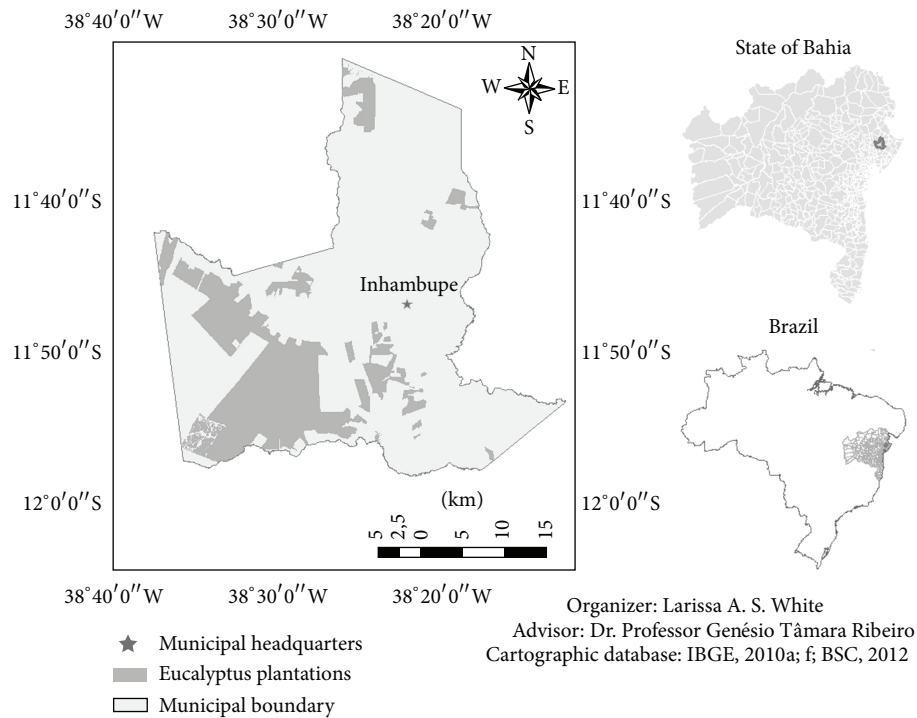 38°40′0″W 38°30′0″W 38°20′0″W
N
W E
S
State of Bahia
11°40′0″S 11°40′0″S
Inhambupe
Brazil
11°50′0″S 11°50′0″S
12°0′0″S 12°0′0″S
(km)
5 2,5 0 5 10 15
38°40′0″W 38°30′0″W 38°20′0″W
Organizer: Larissa A. S. White
Advisor: Dr. Professor Genésio Tâmara Ribeiro
Cartographic database: IBGE, 2010a; f; BSC, 2012
Municipal headquarters
Eucalyptus plantations
Municipal boundary